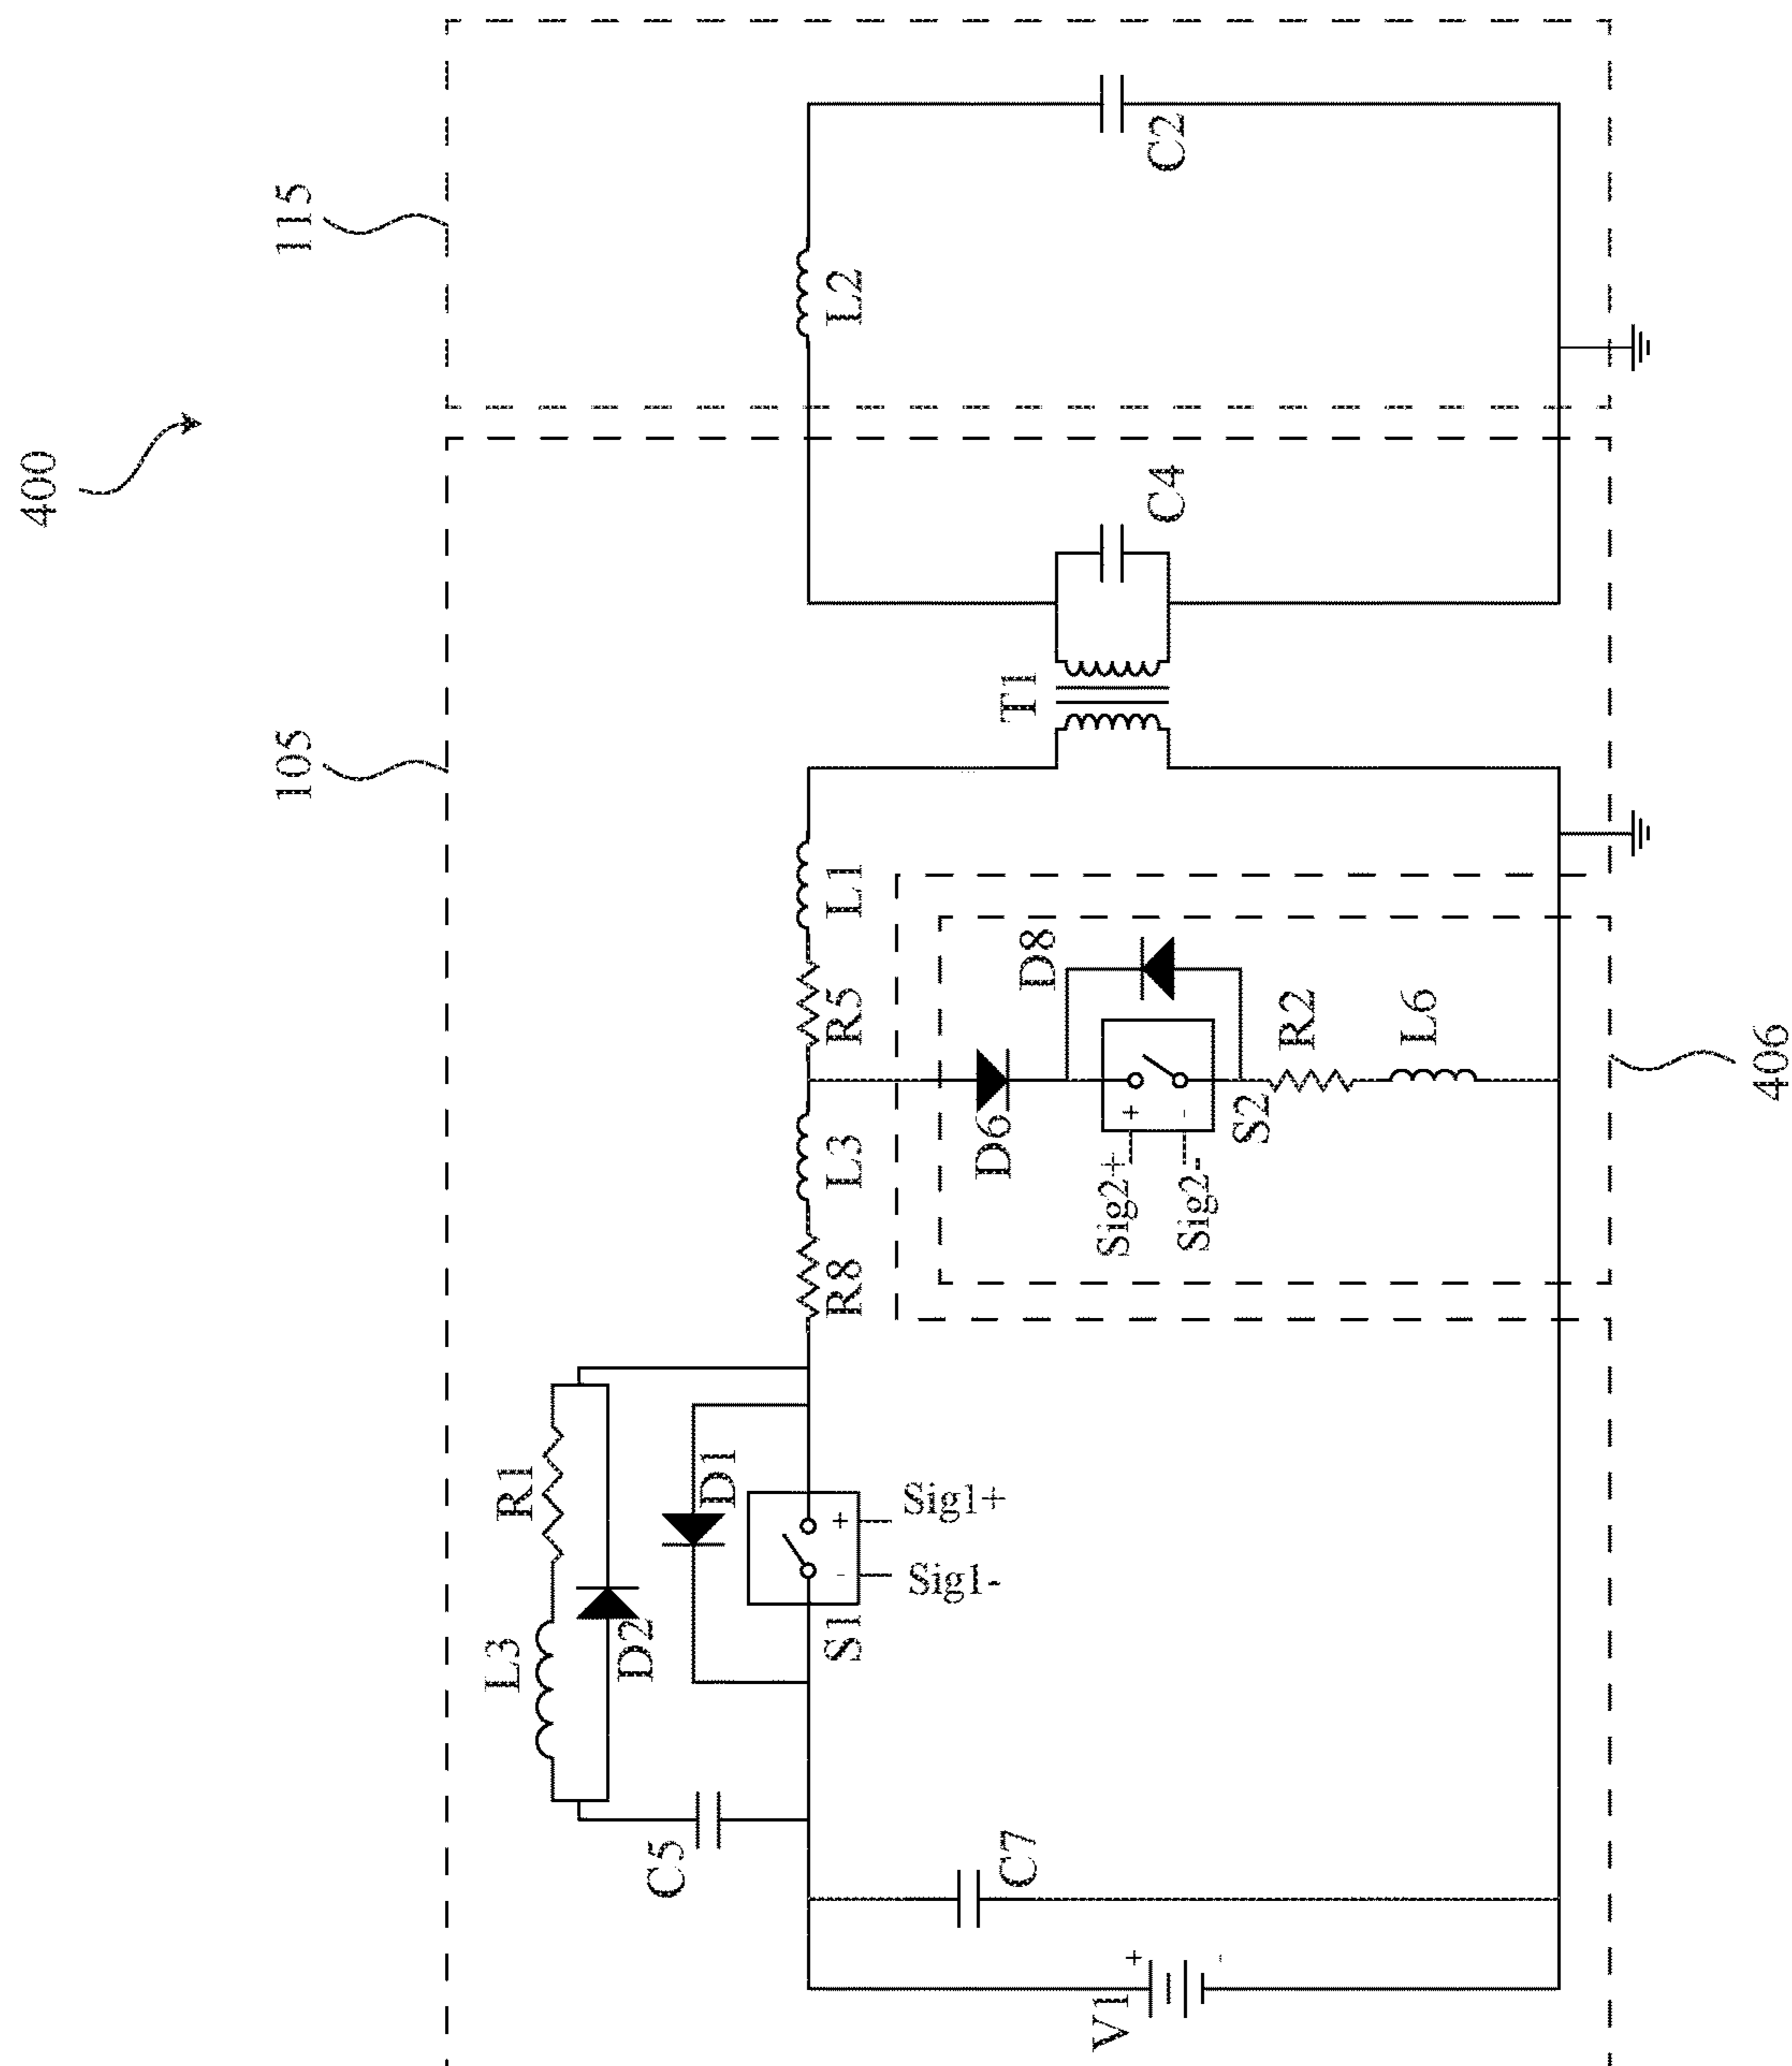 400
105
115
L3
R1
D2
C5
D1
S1
Sig1-
Sig1+
-
+
R8
L3
R5
L1
T1
C4
L2
C2
V1
+
-
C7
D6
D8
Sig2+
Sig2-
+
-
S2
R2
L6
406